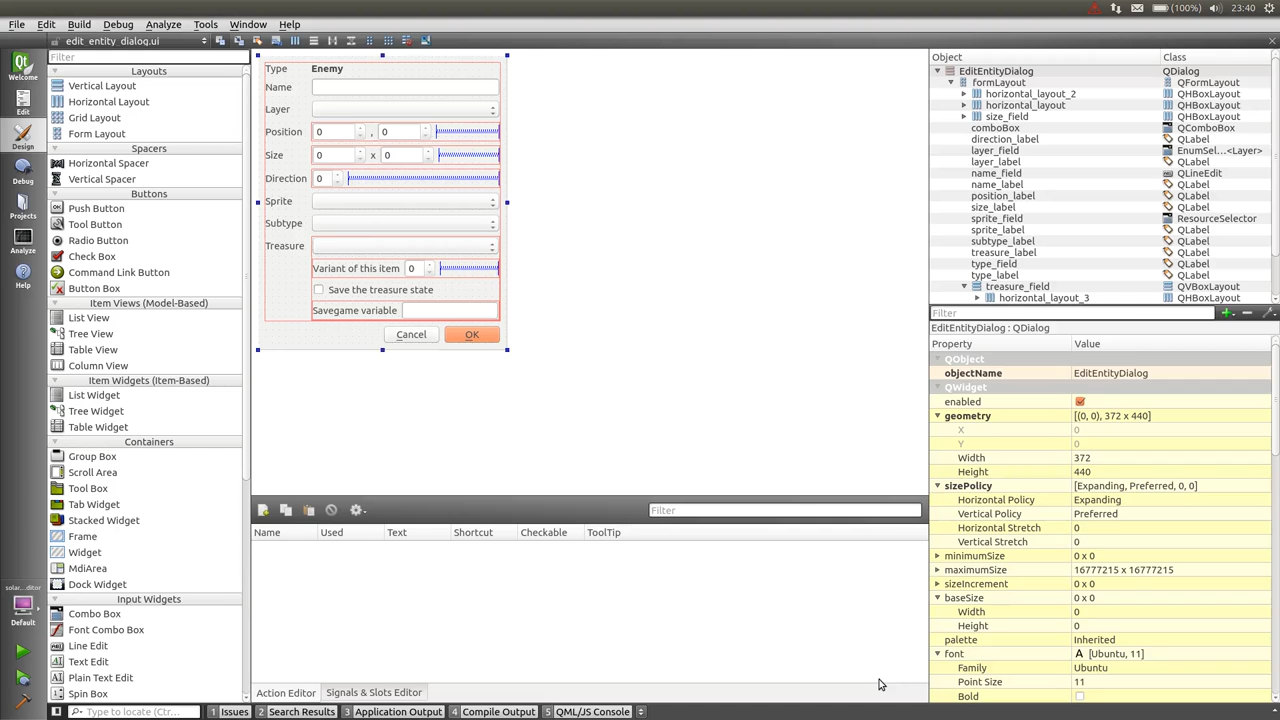 (100%) 23:40
File Edit Build Debug Analyze Tools Window Help
edit_entity_dialog.ui
Qt
Welcome
Edit
Design
Debug
Projects
Analyze
Help
solar...ditor
Default
Filter
Layouts
Vertical Layout
Horizontal Layout
Grid Layout
Form Layout
Spacers
Horizontal Spacer
Vertical Spacer
Buttons
Push Button
Tool Button
Radio Button
Check Box
Command Link Button
Button Box
Item Views (Model-Based)
List View
Tree View
Table View
Column View
Item Widgets (Item-Based)
List Widget
Tree Widget
Table Widget
Containers
Group Box
Scroll Area
Tool Box
Tab Widget
Stacked Widget
Frame
Widget
MdiArea
Dock Widget
Input Widgets
Combo Box
Font Combo Box
Line Edit
Text Edit
Plain Text Edit
Spin Box
Type Enemy
Name
Layer
Position 0 , 0
Size 0 x 0
Direction 0
Sprite
Subtype
Treasure
Variant of this item 0
Save the treasure state
Savegame variable
Cancel OK
Filter
Name Used Text Shortcut Checkable ToolTip
Action Editor Signals & Slots Editor
Object Class
EditEntityDialog QDialog
formLayout QFormLayout
horizontal_layout_2 QHBoxLayout
horizontal_layout QHBoxLayout
size_field QHBoxLayout
comboBox QComboBox
direction_label QLabel
layer_field EnumSel...<Layer>
layer_label QLabel
name_field QLineEdit
name_label QLabel
position_label QLabel
size_label QLabel
sprite_field ResourceSelector
sprite_label QLabel
subtype_label QLabel
treasure_label QLabel
type_field QLabel
type_label QLabel
treasure_field QVBoxLayout
horizontal_layout_3 QHBoxLayout
Filter
EditEntityDialog : QDialog
Property Value
QObject
objectName EditEntityDialog
QWidget
enabled
geometry [(0, 0), 372 x 440]
X 0
Y 0
Width 372
Height 440
sizePolicy [Expanding, Preferred, 0, 0]
Horizontal Policy Expanding
Vertical Policy Preferred
Horizontal Stretch 0
Vertical Stretch 0
minimumSize 0 x 0
maximumSize 16777215 x 16777215
sizeIncrement 0 x 0
baseSize 0 x 0
Width 0
Height 0
palette Inherited
font A [Ubuntu, 11]
Family Ubuntu
Point Size 11
Bold
Type to locate (Ctrl... 1 Issues 2 Search Results 3 Application Output 4 Compile Output 5 QML/JS Console